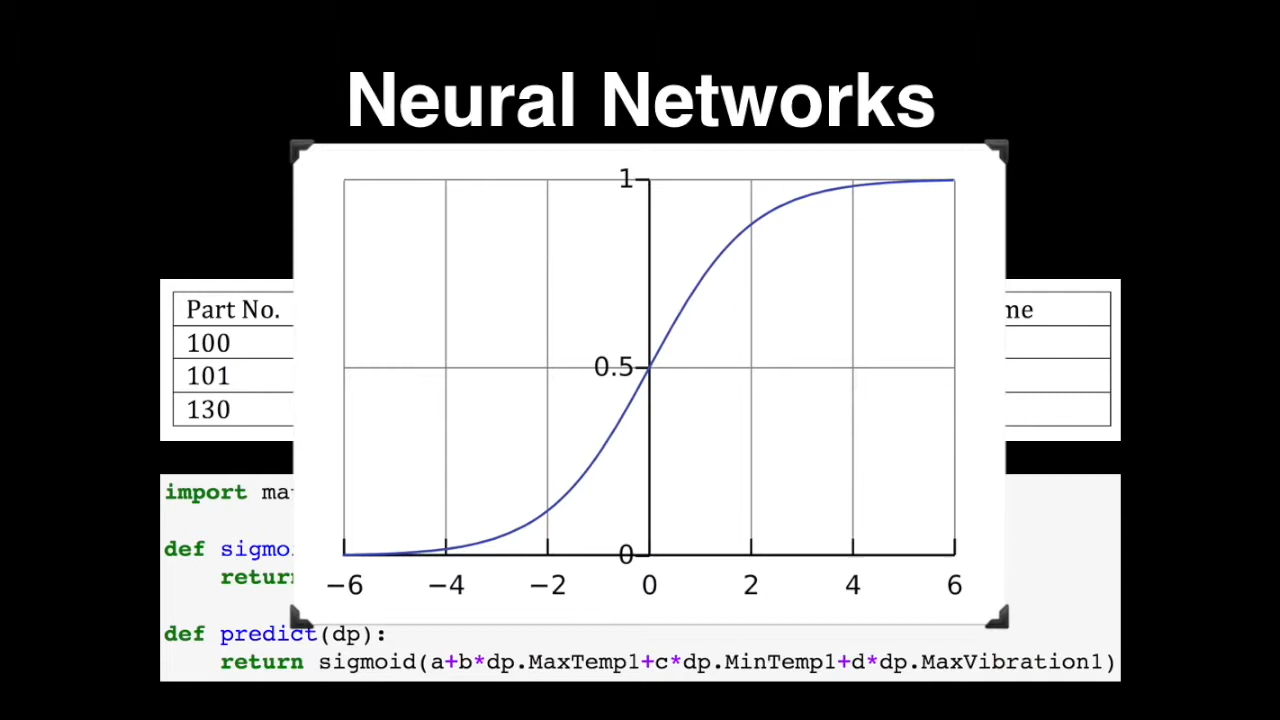 Neural Networks
1
0.5
0
−6 −4 −2 0 2 4 6
Part No.
100
101
130
import
def
return
def predict(dp):
return sigmoid(a+b*dp.MaxTemp1+c*dp.MinTemp1+d*dp.MaxVibration1)